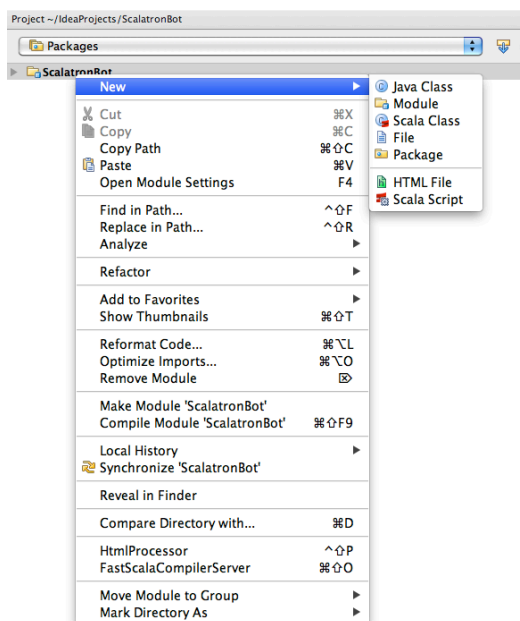 Project ~/IdeaProjects/ScalatronBot
Packages
ScalatronBot
New
Cut ⌘X
Copy ⌘C
Copy Path ⌘⇧C
Paste ⌘V
Open Module Settings F4
Find in Path... ^⇧F
Replace in Path... ^⇧R
Analyze
Refactor
Add to Favorites
Show Thumbnails ⌘⇧T
Reformat Code... ⌘⌥L
Optimize Imports... ⌘⌥O
Remove Module ⌦
Make Module 'ScalatronBot'
Compile Module 'ScalatronBot' ⌘⇧F9
Local History
Synchronize 'ScalatronBot'
Reveal in Finder
Compare Directory with... ⌘D
HtmlProcessor ^⇧P
FastScalaCompilerServer ⌘⇧O
Move Module to Group
Mark Directory As
Java Class
Module
Scala Class
File
Package
HTML File
Scala Script